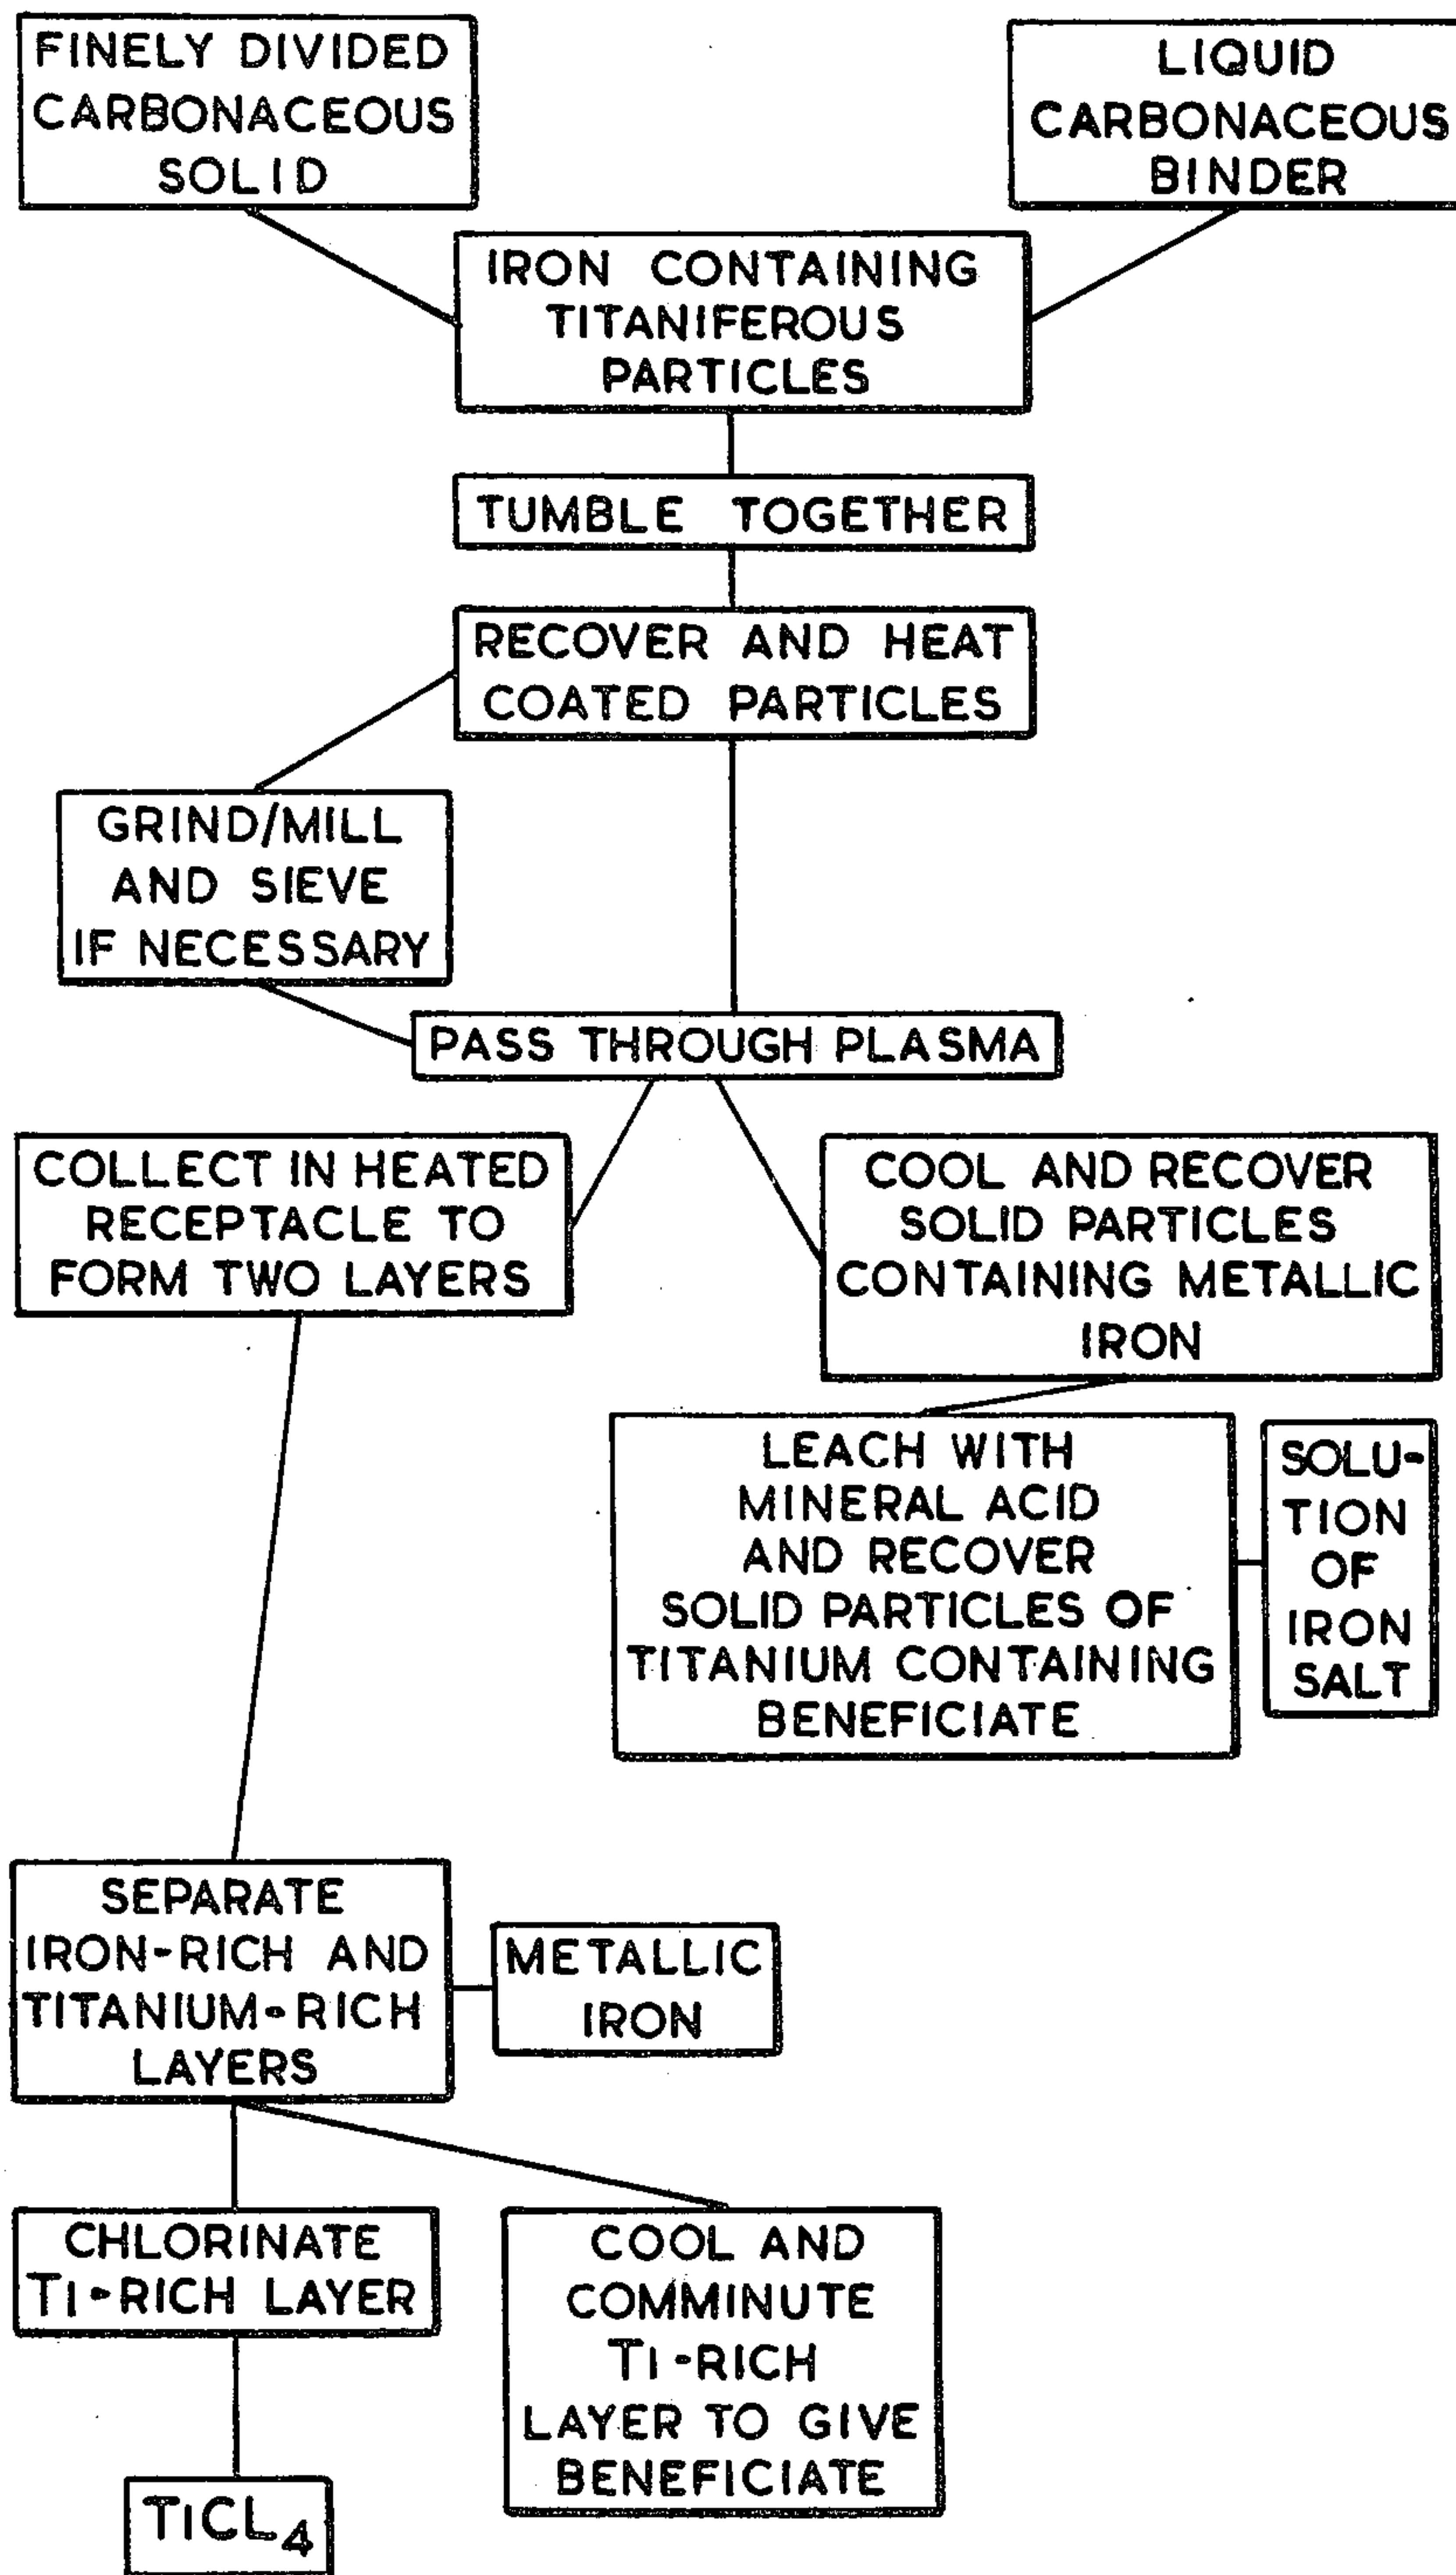 FINELY DIVIDED
CARBONACEOUS
SOLID
LIQUID
CARBONACEOUS
BINDER
IRON CONTAINING
TITANIFEROUS
PARTICLES
TUMBLE TOGETHER
RECOVER AND HEAT
COATED PARTICLES
GRIND/MILL
AND SIEVE
IF NECESSARY
PASS THROUGH PLASMA
COLLECT IN HEATED
RECEPTACLE TO
FORM TWO LAYERS
COOL AND RECOVER
SOLID PARTICLES
CONTAINING METALLIC
IRON
LEACH WITH
MINERAL ACID
AND RECOVER
SOLID PARTICLES OF
TITANIUM CONTAINING
BENEFICIATE
SOLU-
TION
OF
IRON
SALT
SEPARATE
IRON-RICH AND
TITANIUM-RICH
LAYERS
METALLIC
IRON
CHLORINATE
TI-RICH LAYER
COOL AND
COMMINUTE
TI-RICH
LAYER TO GIVE
BENEFICIATE
TICL4